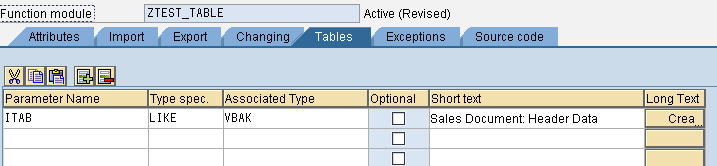 Function module ZTEST_TABLE Active (Revised)
Attributes Import Export Changing Tables Exceptions Source code
Parameter Name Type spec. Associated Type Optional Short text Long Text
ITAB LIKE VBAK Sales Document: Header Data Crea...